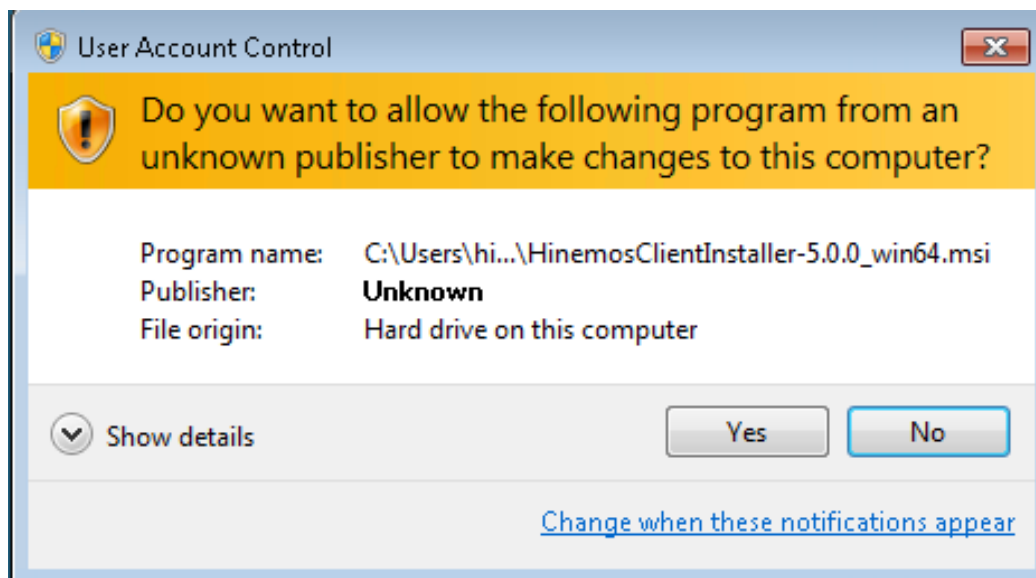 User Account Control
Do you want to allow the following program from an
unknown publisher to make changes to this computer?
Program name: C:\Users\hi...\HinemosClientInstaller-5.0.0_win64.msi
Publisher: Unknown
File origin: Hard drive on this computer
Show details Yes No
Change when these notifications appear